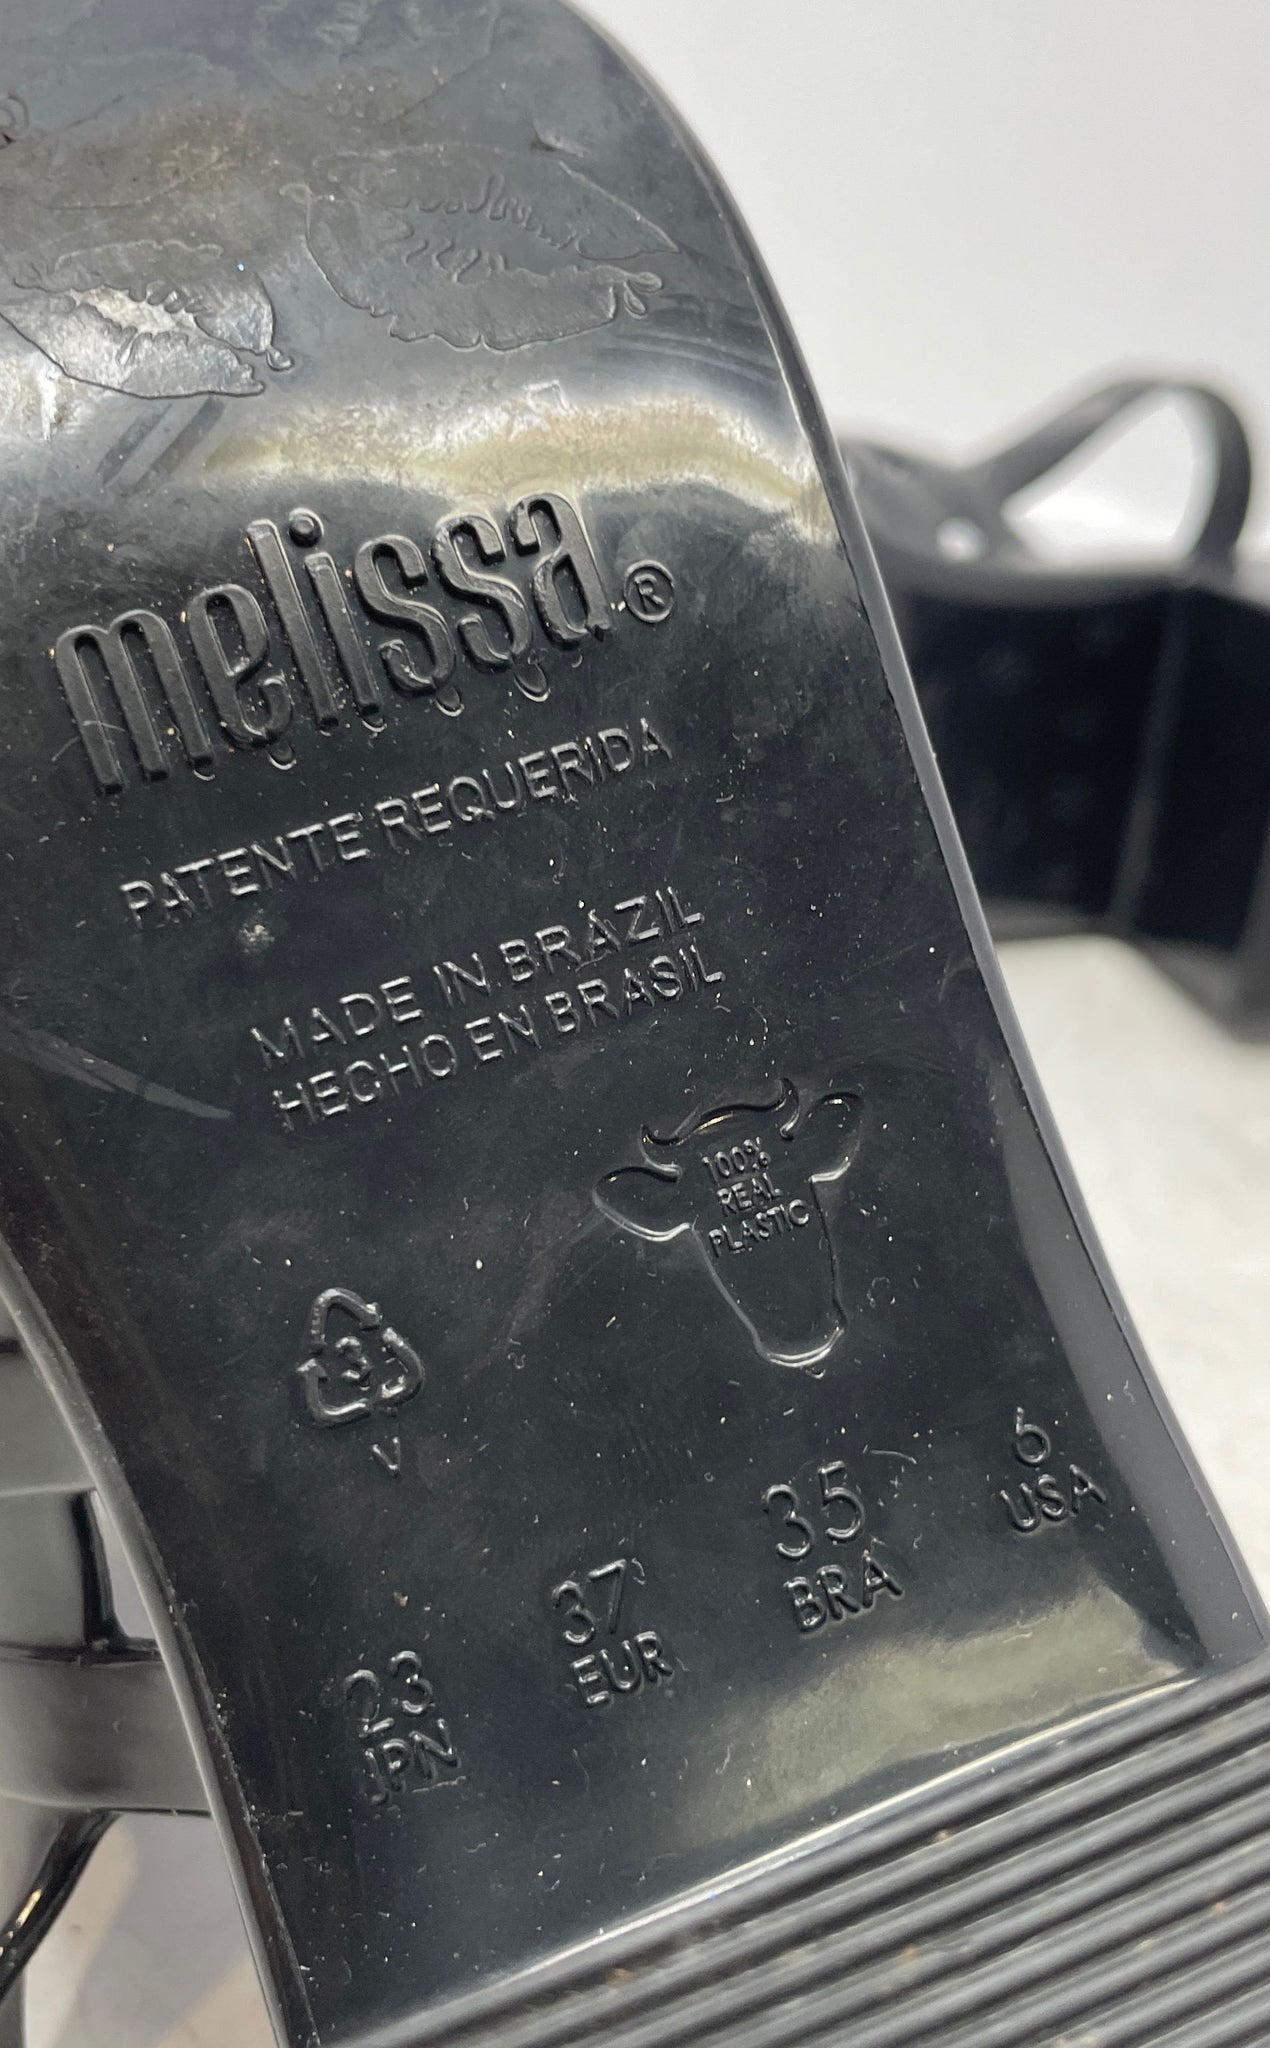 melissa®
PATENTE REQUERIDA
MADE IN BRAZIL
HECHO EN BRASIL
100%
REAL
PLASTIC
3
V
23
JPN
37
EUR
35
BRA
6
USA